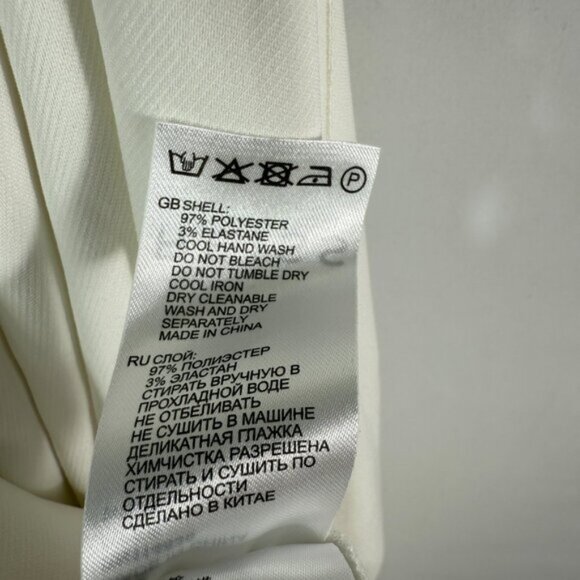 P
GB SHELL:
97% POLYESTER
3% ELASTANE
COOL HAND WASH
DO NOT BLEACH
DO NOT TUMBLE DRY
COOL IRON
DRY CLEANABLE
WASH AND DRY
SEPARATELY
MADE IN CHINA
RU СЛОЙ:
97% ПОЛИЭСТЕР
3% ЭЛАСТАН
СТИРАТЬ ВРУЧНУЮ В
ПРОХЛАДНОЙ ВОДЕ
НЕ ОТБЕЛИВАТЬ
НЕ СУШИТЬ В МАШИНЕ
ДЕЛИКАТНАЯ ГЛАЖКА
ХИМЧИСТКА РАЗРЕШЕНА
СТИРАТЬ И СУШИТЬ ПО
ОТДЕЛЬНОСТИ
СДЕЛАНО В КИТАЕ